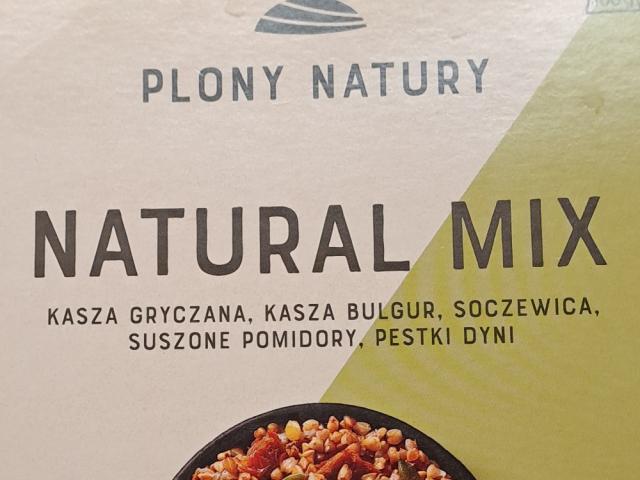 PLONY NATURY
NATURAL MIX
KASZA GRYCZANA, KASZA BULGUR, SOCZEWICA,
SUSZONE POMIDORY, PESTKI DYNI